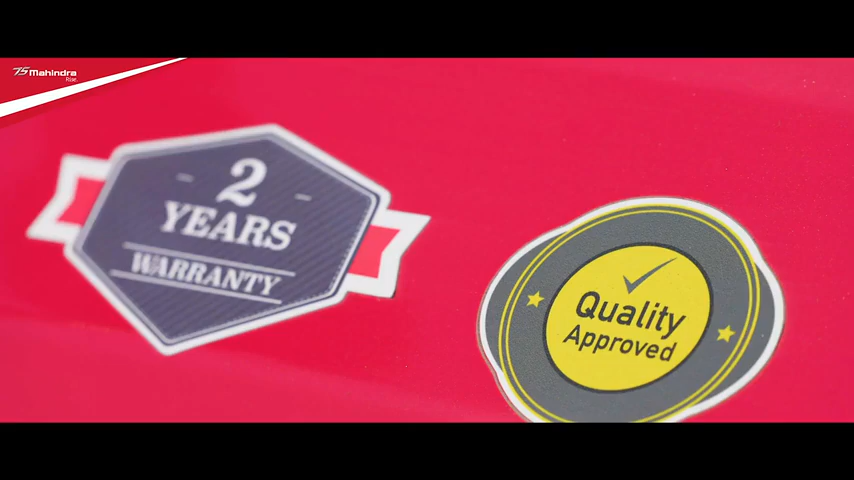 75 Mahindra
Rise
2
YEARS
WARRANTY
Quality
Approved